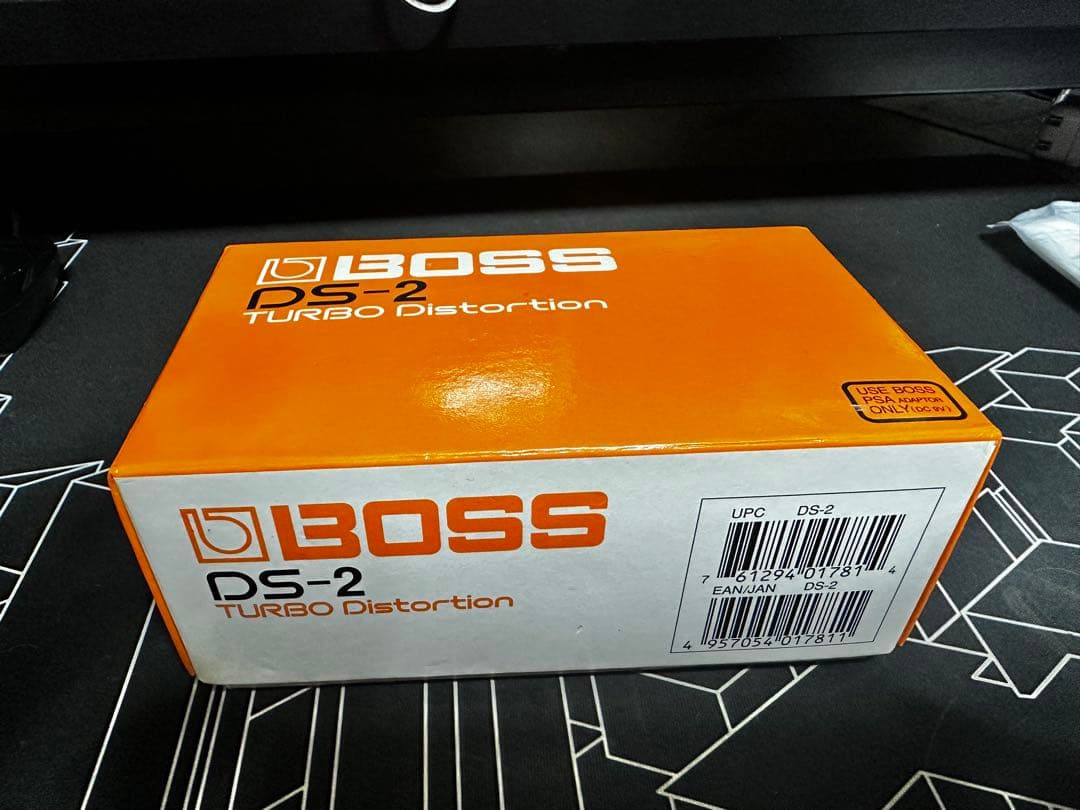 BOSS
DS-2
TURBO Distortion
USE BOSS
PSA ADAPTOR
ONLY (DC 9V)
BOSS
DS-2
TURBO Distortion
UPC DS-2
7 61294 01781 4
EAN/JAN DS-2
4 957054 017811